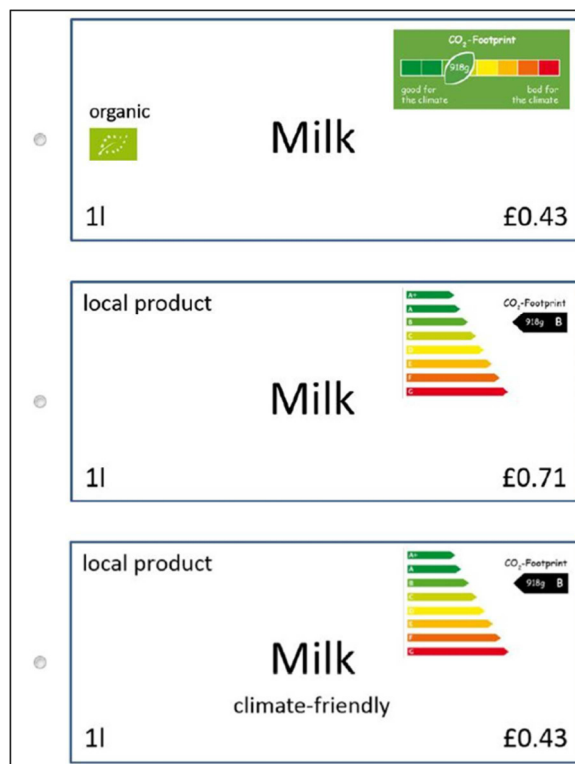 CO2-Footprint
918g
good for
the climate
bad for
the climate
organic
Milk
1l
£0.43
local product
A+
A
B
C
D
E
F
G
CO2-Footprint
918g B
Milk
1l
£0.71
local product
A+
A
B
C
D
E
F
G
CO2-Footprint
918g B
Milk
climate-friendly
1l
£0.43